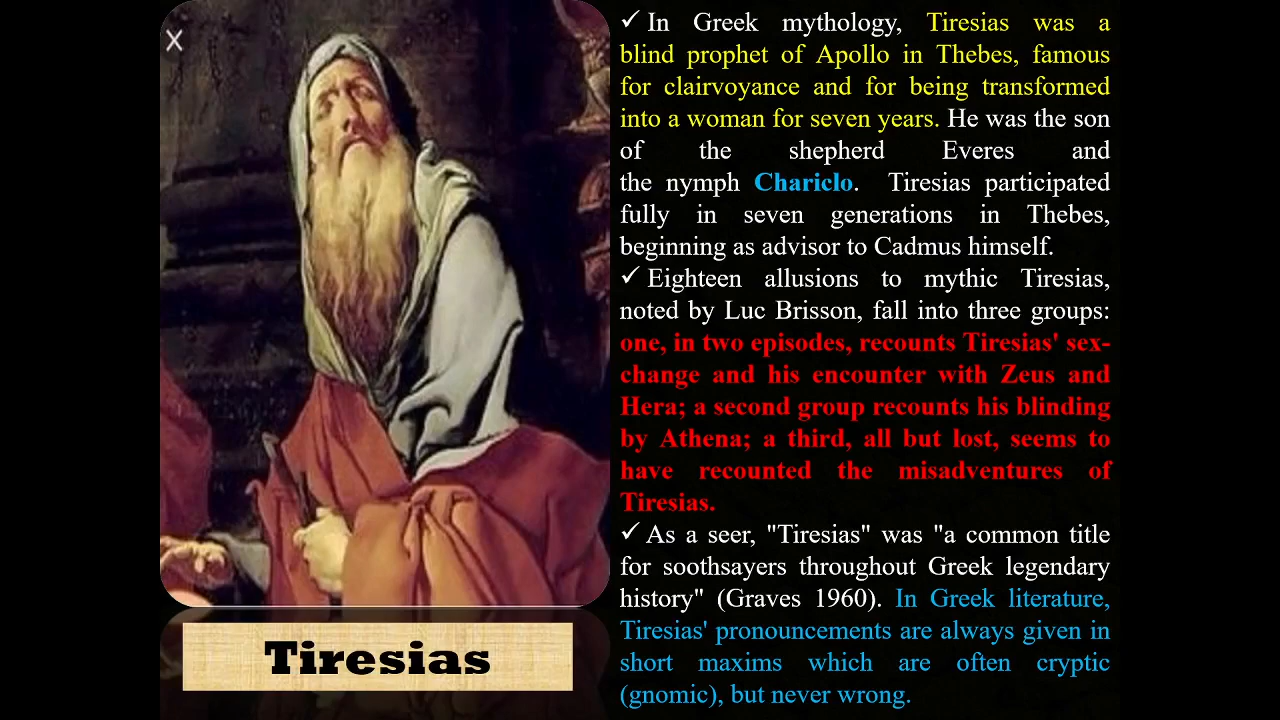 X
✓ In Greek mythology, Tiresias was a
blind prophet of Apollo in Thebes, famous
for clairvoyance and for being transformed
into a woman for seven years. He was the son
of the shepherd Everes and
the nymph Chariclo. Tiresias participated
fully in seven generations in Thebes,
beginning as advisor to Cadmus himself.
✓ Eighteen allusions to mythic Tiresias,
noted by Luc Brisson, fall into three groups:
one, in two episodes, recounts Tiresias' sex-
change and his encounter with Zeus and
Hera; a second group recounts his blinding
by Athena; a third, all but lost, seems to
have recounted the misadventures of
Tiresias.
✓ As a seer, "Tiresias" was "a common title
for soothsayers throughout Greek legendary
history" (Graves 1960). In Greek literature,
Tiresias' pronouncements are always given in
short maxims which are often cryptic
(gnomic), but never wrong.
Tiresias